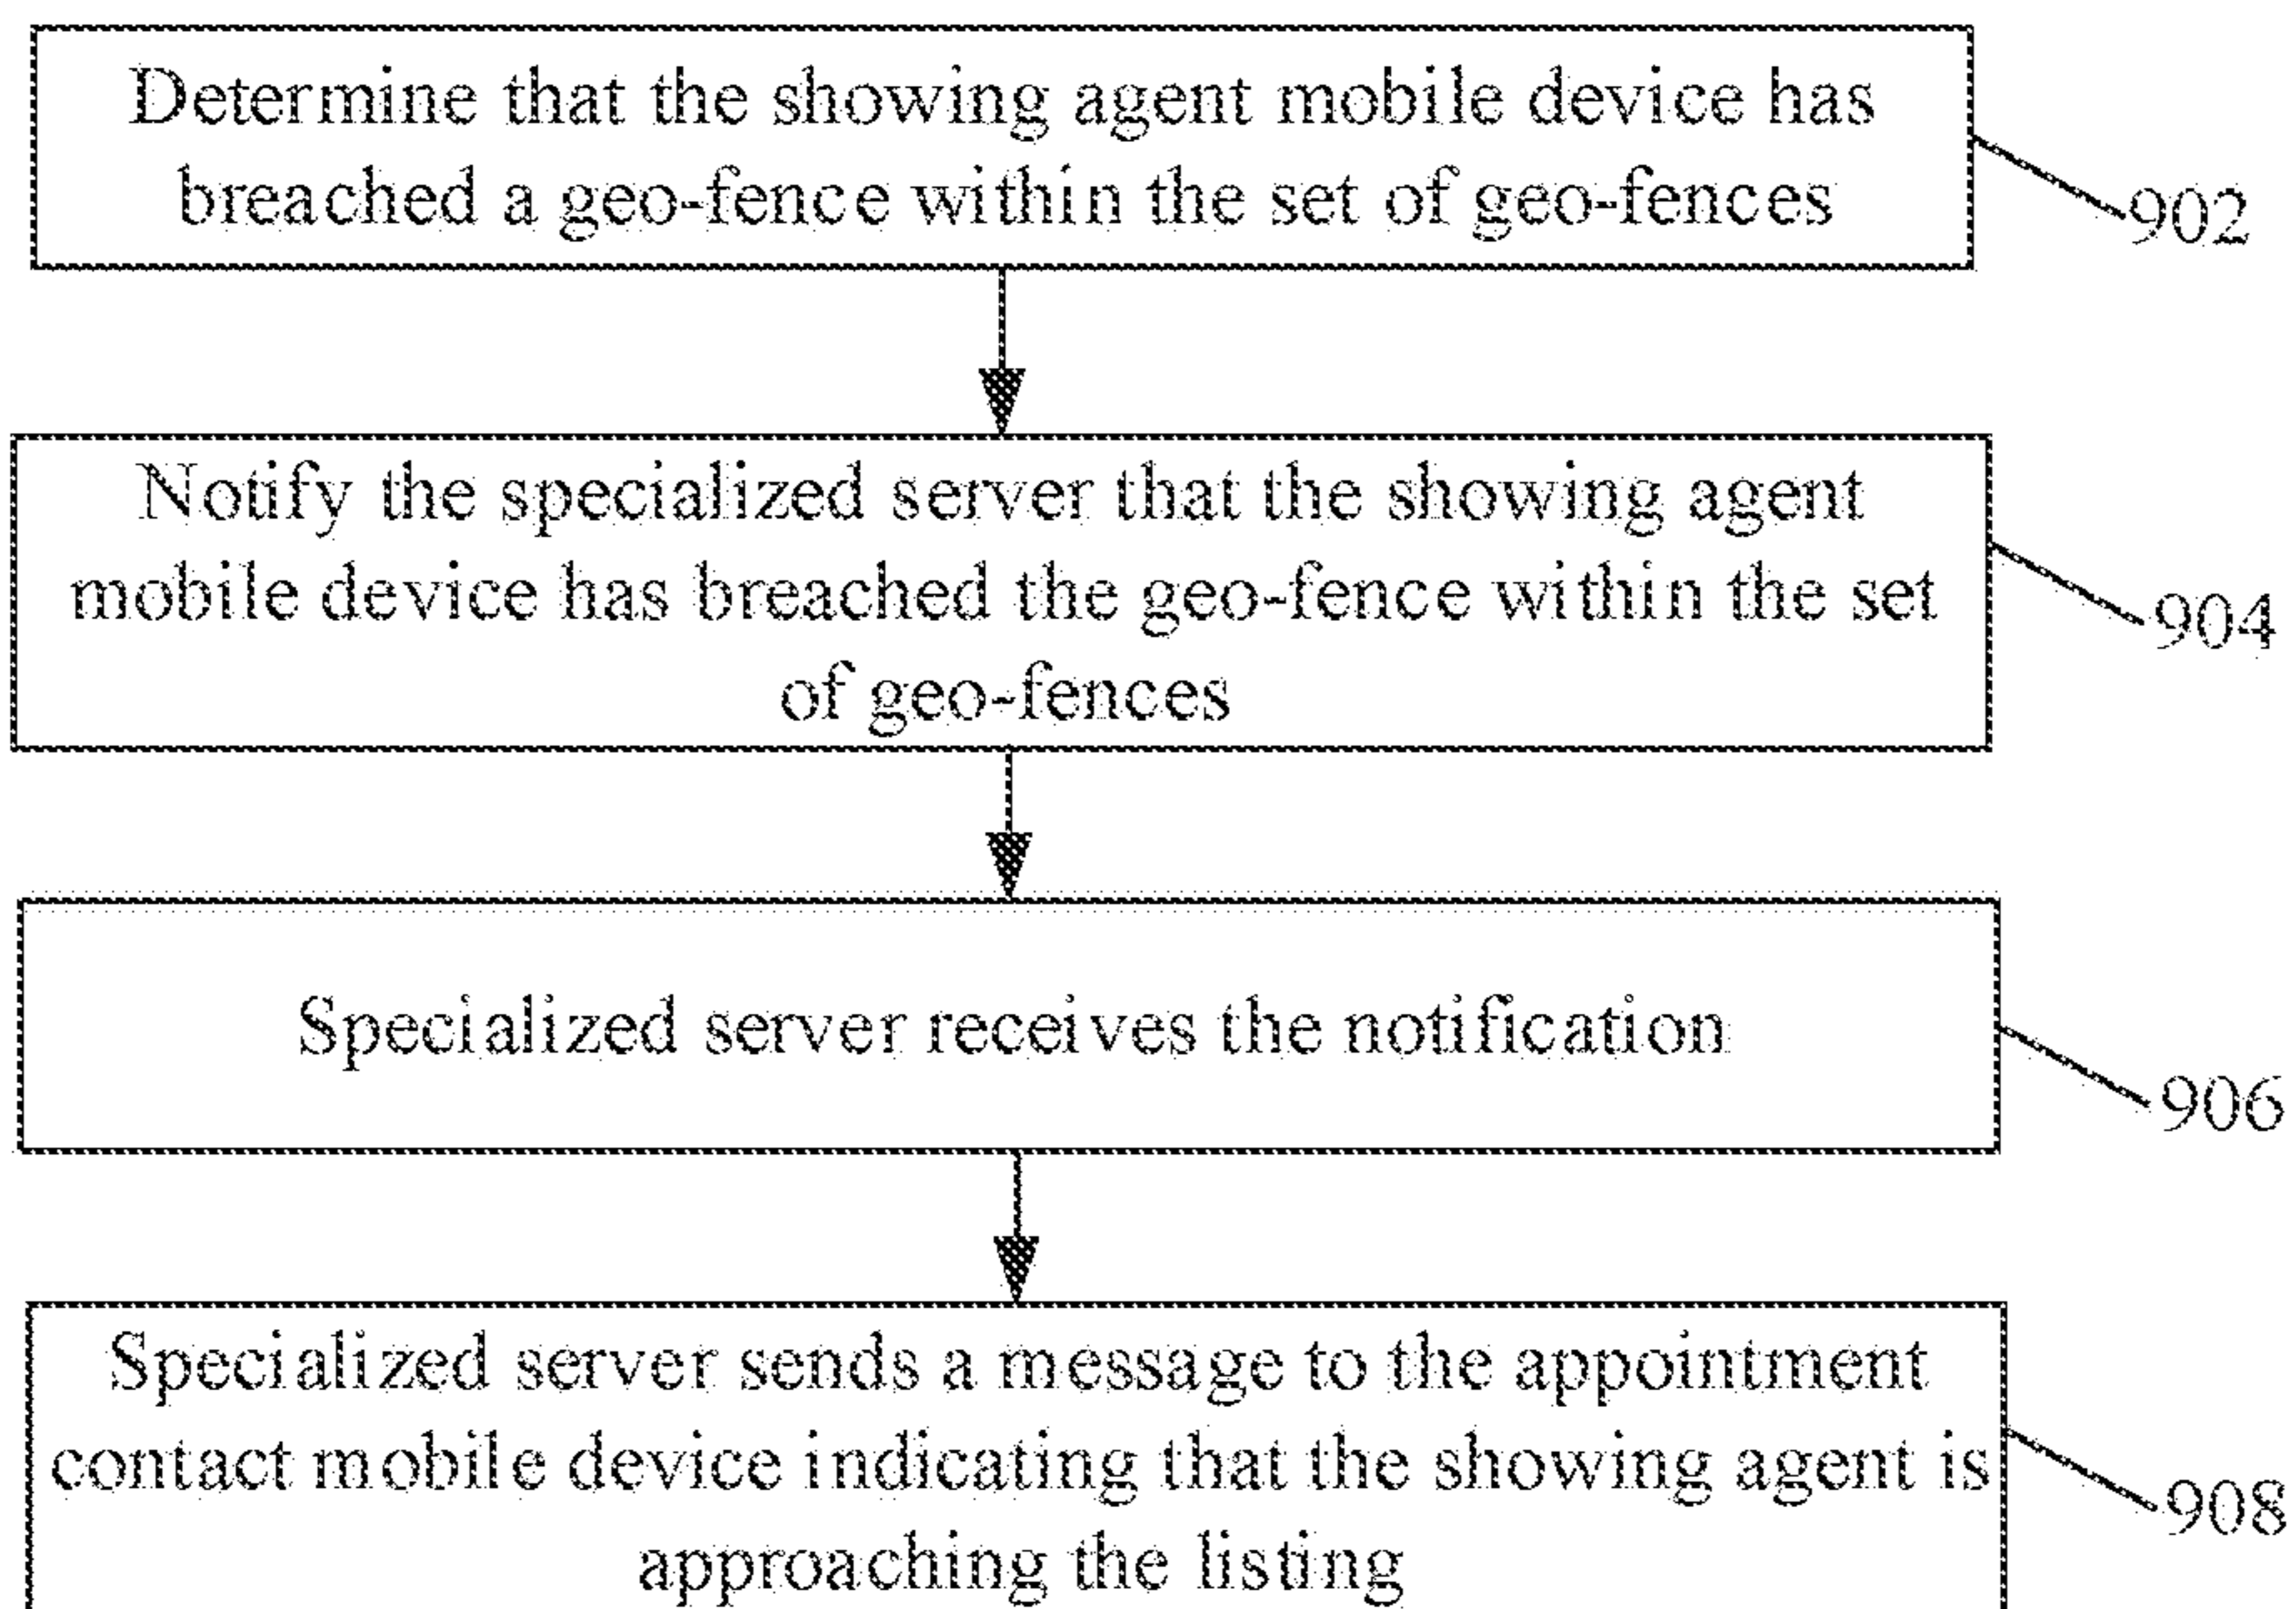 Determine that the showing agent mobile device has
breached a geo-fence within the set of geo-fences
902
Notify the specialized server that the showing agent
mobile device has breached the geo-fence within the set
of geo-fences
904
Specialized server receives the notification
906
Specialized server sends a message to the appointment
contact mobile device indicating that the showing agent is
approaching the listing
908